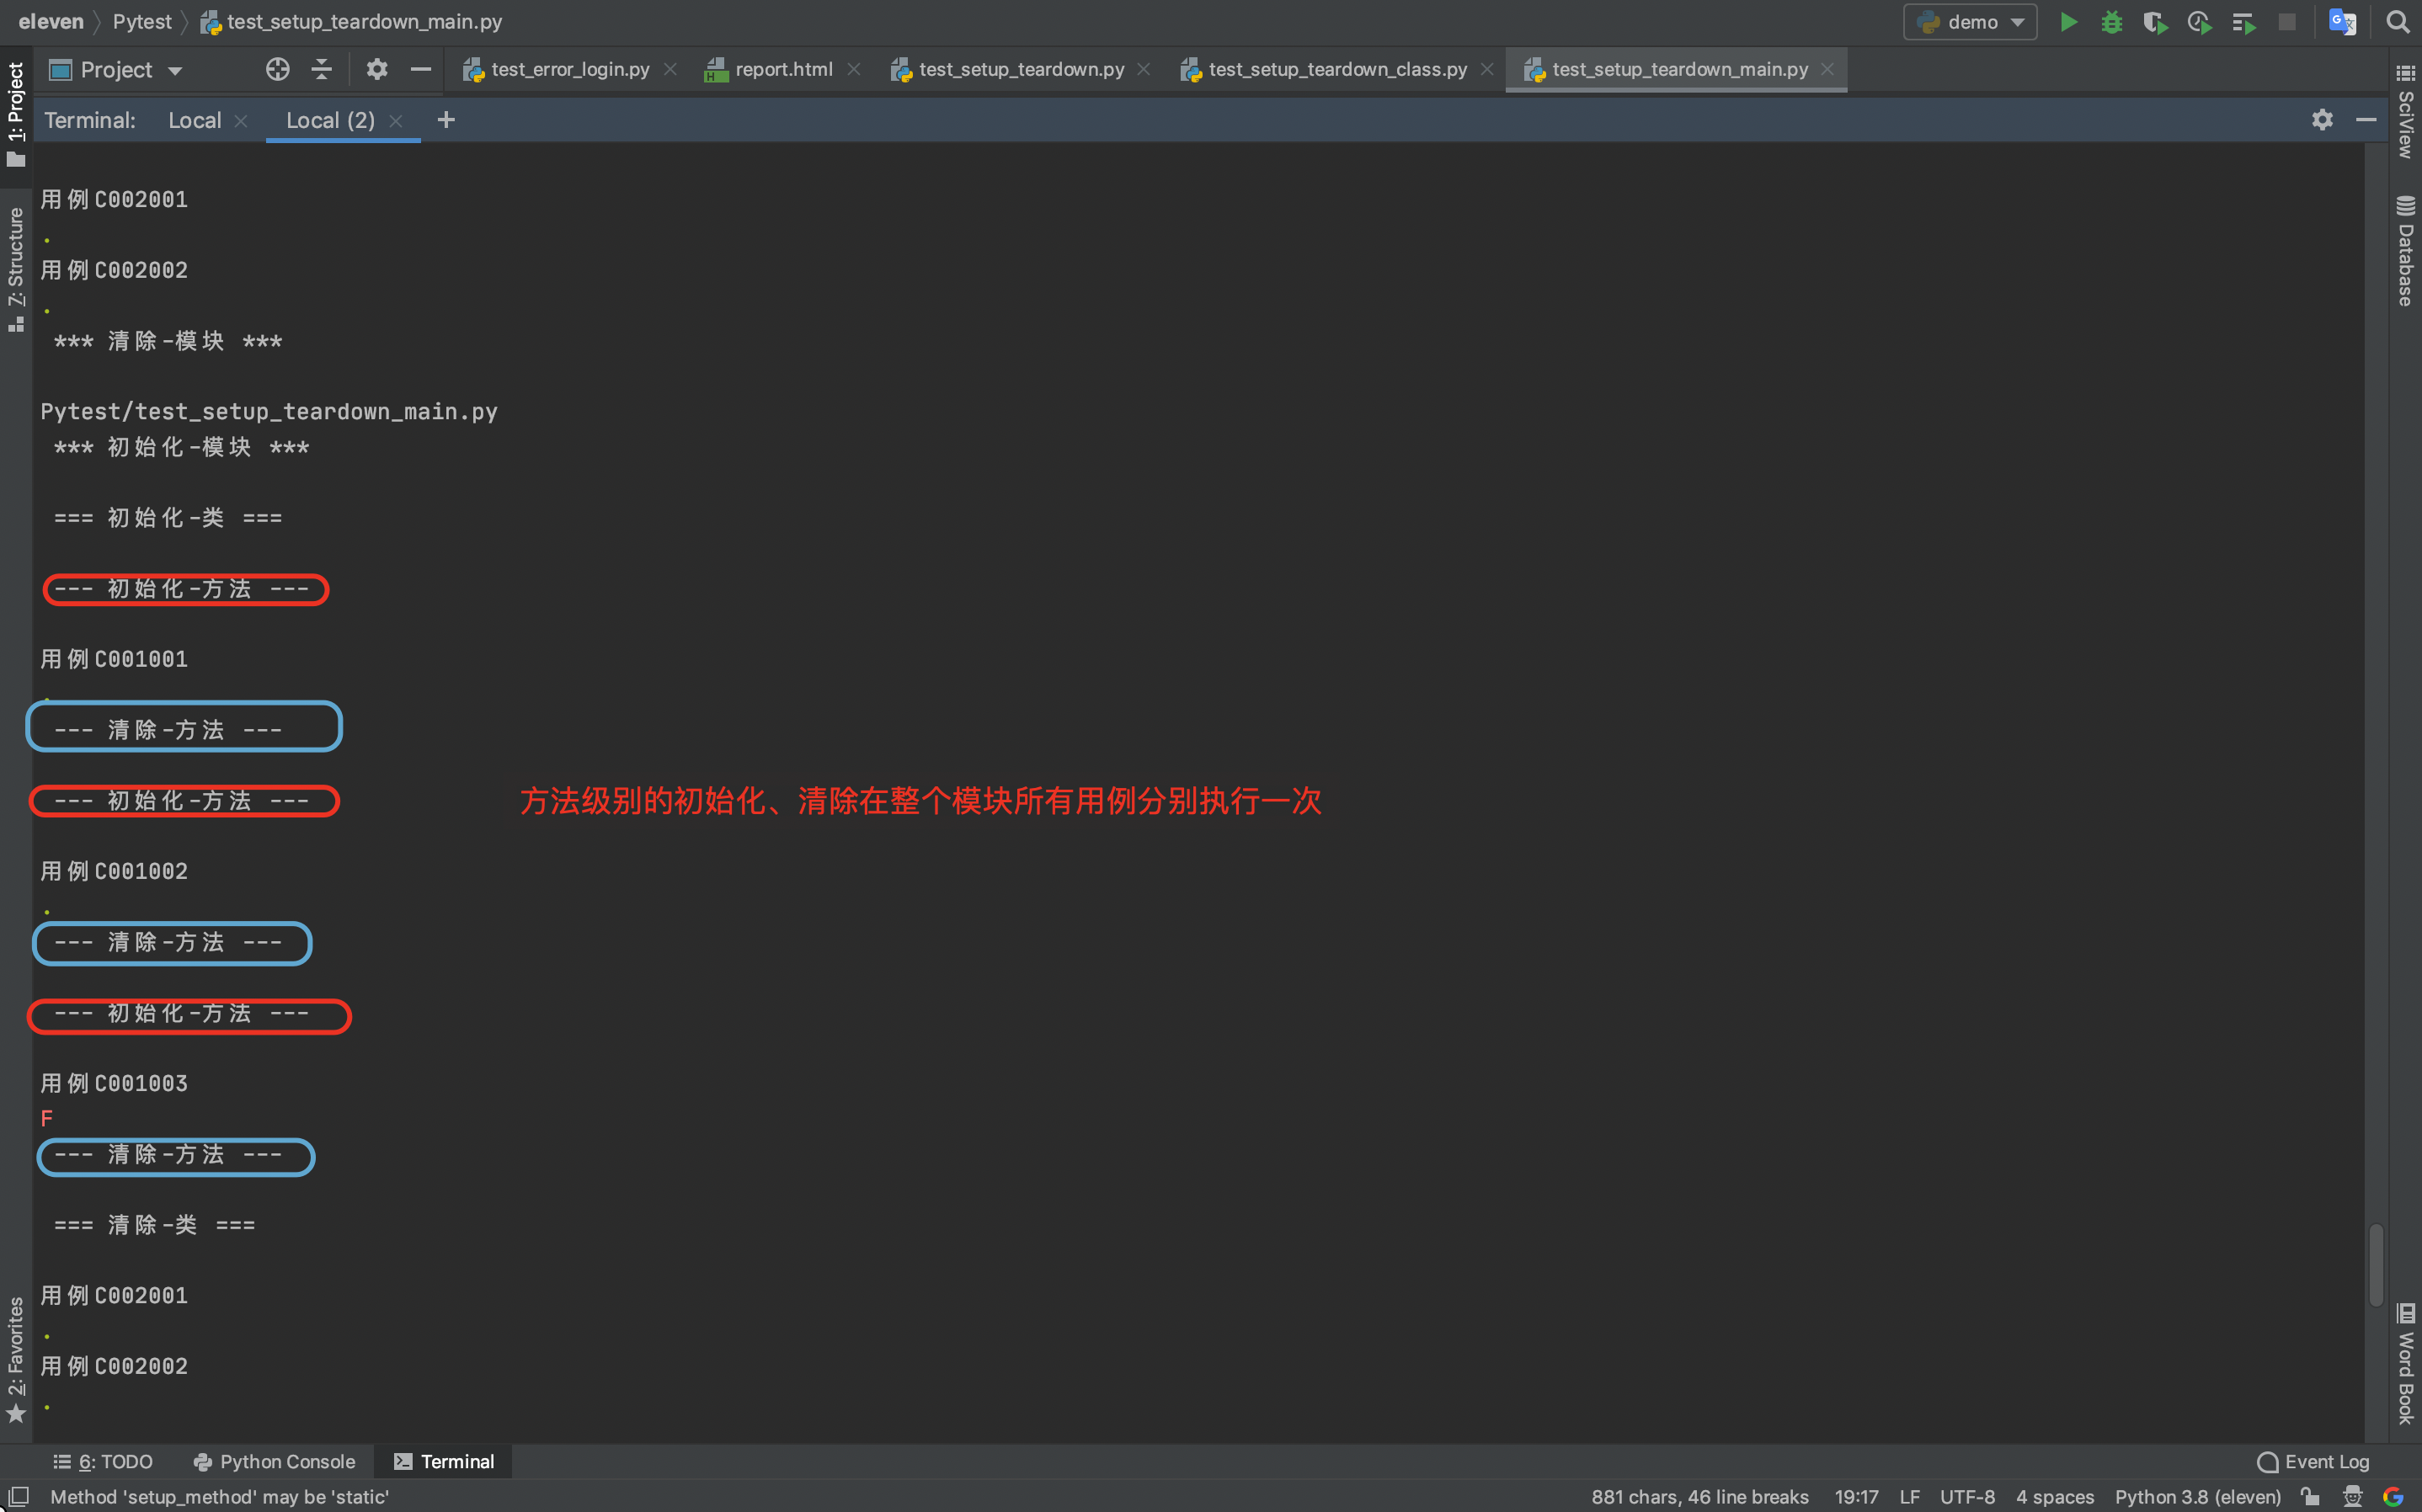 eleven Pytest test_setup_teardown_main.py demo
1: Project Project test_error_login.py report.html test_setup_teardown.py test_setup_teardown_class.py test_setup_teardown_main.py
Terminal: Local Local (2) +
SciView
Database
7: Structure
用例C002001
.
用例C002002
.
*** 清除-模块 ***
Pytest/test_setup_teardown_main.py
*** 初始化-模块 ***
=== 初始化-类 ===
--- 初始化-方法 ---
用例C001001
.
--- 清除-方法 ---
--- 初始化-方法 --- 方法级别的初始化、清除在整个模块所有用例分别执行一次
用例C001002
.
--- 清除-方法 ---
--- 初始化-方法 ---
用例C001003
F
--- 清除-方法 ---
=== 清除-类 ===
用例C002001
.
用例C002002
.
2: Favorites
Word Book
6: TODO Python Console Terminal Event Log
Method 'setup_method' may be 'static' 881 chars, 46 line breaks 19:17 LF UTF-8 4 spaces Python 3.8 (eleven)